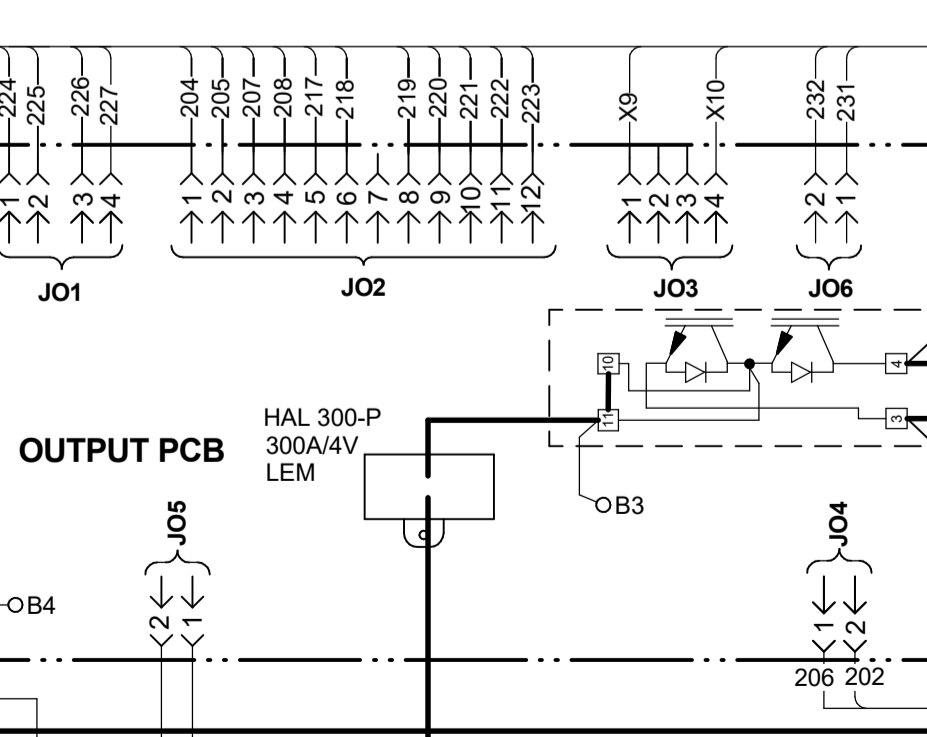 224 225 226 227 204 205 207 208 217 218 219 220 221 222 223 X9 X10 232 231
1 2 3 4 1 2 3 4 5 6 7 8 9 10 11 12 1 2 3 4 2 1
JO1 JO2 JO3 JO6
10 4
11 3
HAL 300-P
300A/4V
LEM
OUTPUT PCB
B3
JO5 JO4
B4
2 1 1 2
206 202